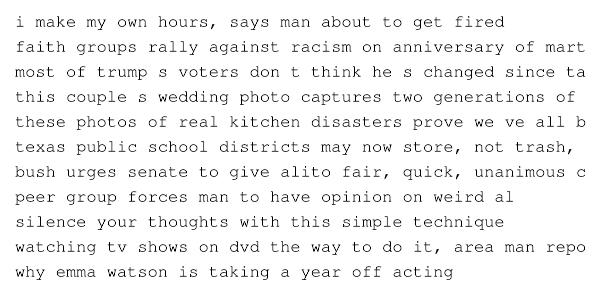 i make my own hours, says man about to get fired
faith groups rally against racism on anniversary of mart
most of trump s voters don t think he s changed since ta
this couple s wedding photo captures two generations of
these photos of real kitchen disasters prove we ve all b
texas public school districts may now store, not trash,
bush urges senate to give alito fair, quick, unanimous c
peer group forces man to have opinion on weird al
silence your thoughts with this simple technique
watching tv shows on dvd the way to do it, area man repo
why emma watson is taking a year off acting